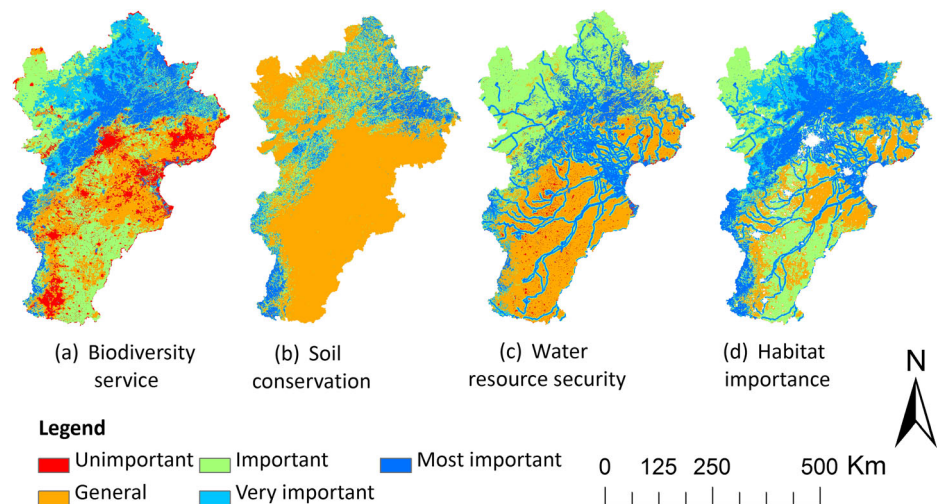 (a) Biodiversity
service
(b) Soil
conservation
(c) Water
resource security
(d) Habitat
importance
N
Legend
Unimportant
Important
Most important
General
Very important
0 125 250 500 Km